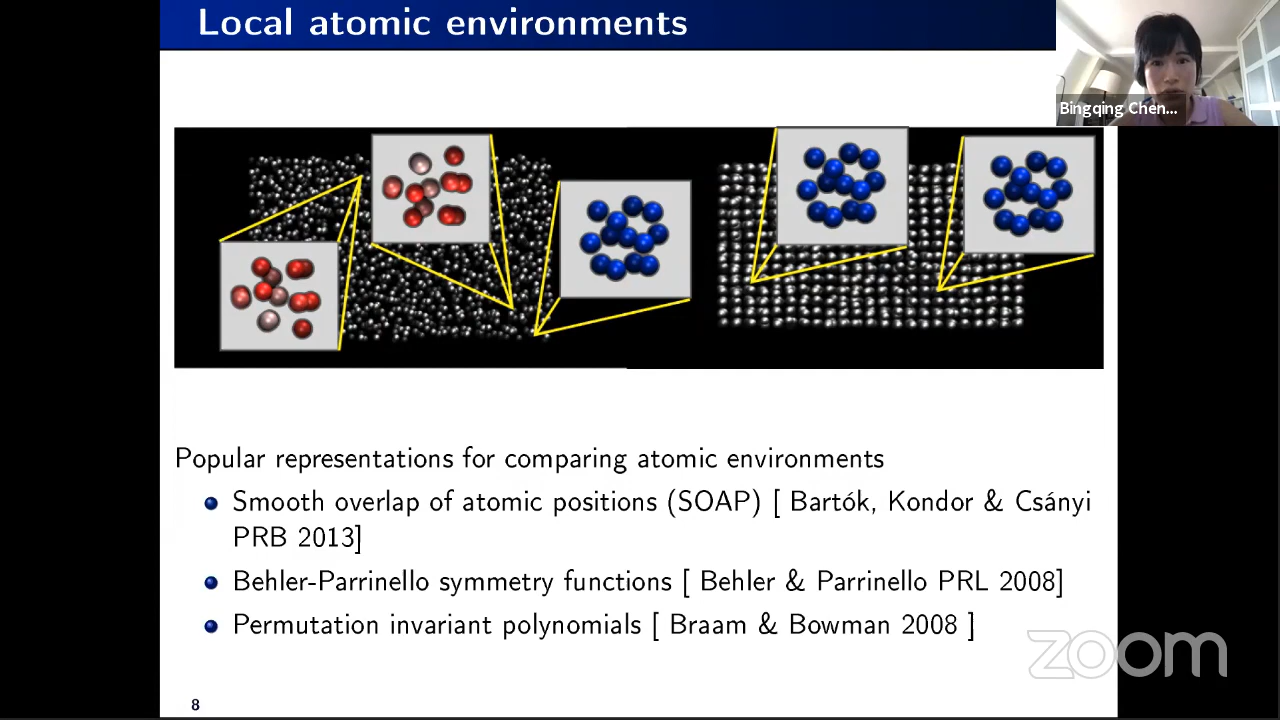 Local atomic environments
Bingqing Chen...
Popular representations for comparing atomic environments
Smooth overlap of atomic positions (SOAP) [ Bartók, Kondor & Csányi
PRB 2013]
Behler-Parrinello symmetry functions [ Behler & Parrinello PRL 2008]
Permutation invariant polynomials [ Braam & Bowman 2008 ]
zoom
8